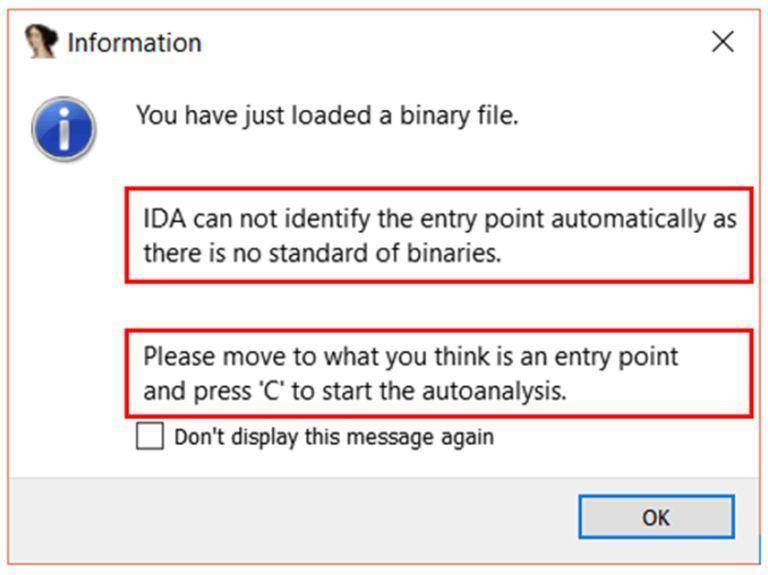 Information
You have just loaded a binary file.
IDA can not identify the entry point automatically as
there is no standard of binaries.
Please move to what you think is an entry point
and press 'C' to start the autoanalysis.
Don't display this message again
OK